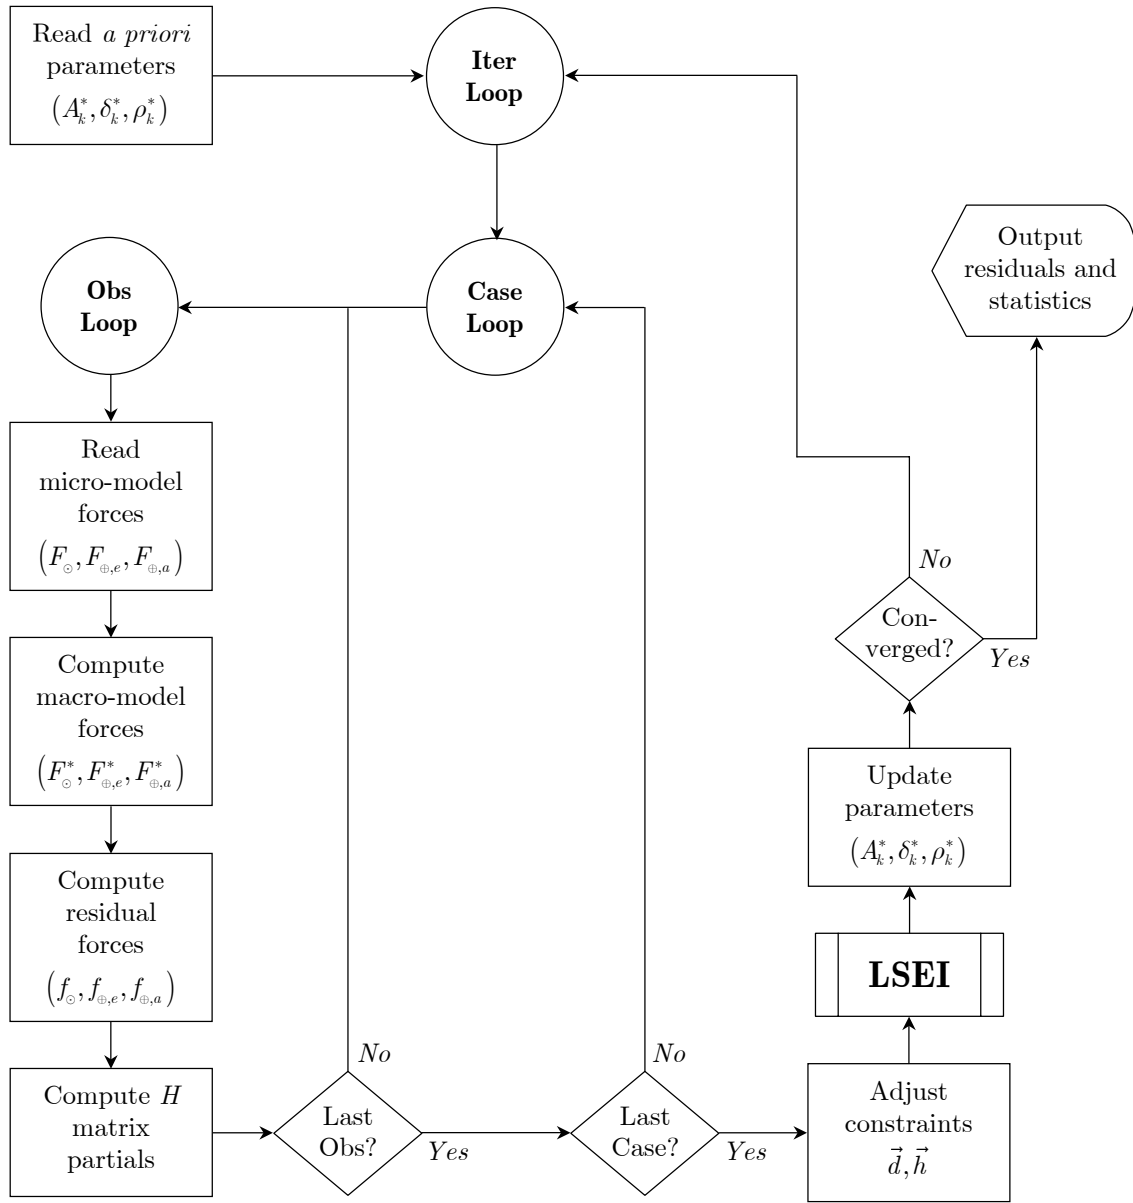 Read a priori
parameters
(A*ₖ, δ*ₖ, ρ*ₖ)
Iter
Loop
Obs
Loop
Case
Loop
Output
residuals and
statistics
Read
micro-model
forces
(F⊙, F⊕,e, F⊕,a)
Compute
macro-model
forces
(F*⊙, F*⊕,e, F*⊕,a)
Compute
residual
forces
(f⊙, f⊕,e, f⊕,a)
Compute H
matrix
partials
Last
Obs?
No
Yes
Last
Case?
No
Yes
Adjust
constraints
d⃗, h⃗
LSEI
Update
parameters
(A*ₖ, δ*ₖ, ρ*ₖ)
Con-
verged?
No
Yes